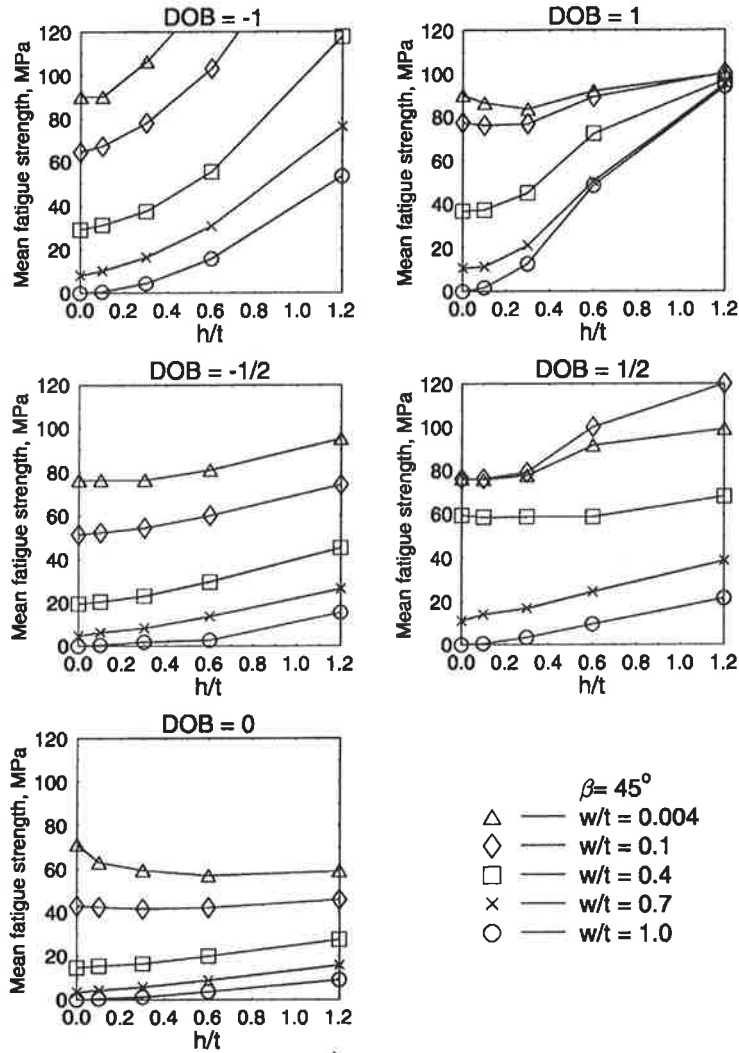 DOB = -1
Mean fatigue strength, MPa
120
100
80
60
40
20
0
0.0 0.2 0.4 0.6 0.8 1.0 1.2
h/t
DOB = 1
Mean fatigue strength, MPa
120
100
80
60
40
20
0
0.0 0.2 0.4 0.6 0.8 1.0 1.2
h/t
DOB = -1/2
Mean fatigue strength, MPa
120
100
80
60
40
20
0
0.0 0.2 0.4 0.6 0.8 1.0 1.2
h/t
DOB = 1/2
Mean fatigue strength, MPa
120
100
80
60
40
20
0
0.0 0.2 0.4 0.6 0.8 1.0 1.2
h/t
DOB = 0
Mean fatigue strength, MPa
120
100
80
60
40
20
0
0.0 0.2 0.4 0.6 0.8 1.0 1.2
h/t
β= 45°
w/t = 0.004
w/t = 0.1
w/t = 0.4
w/t = 0.7
w/t = 1.0